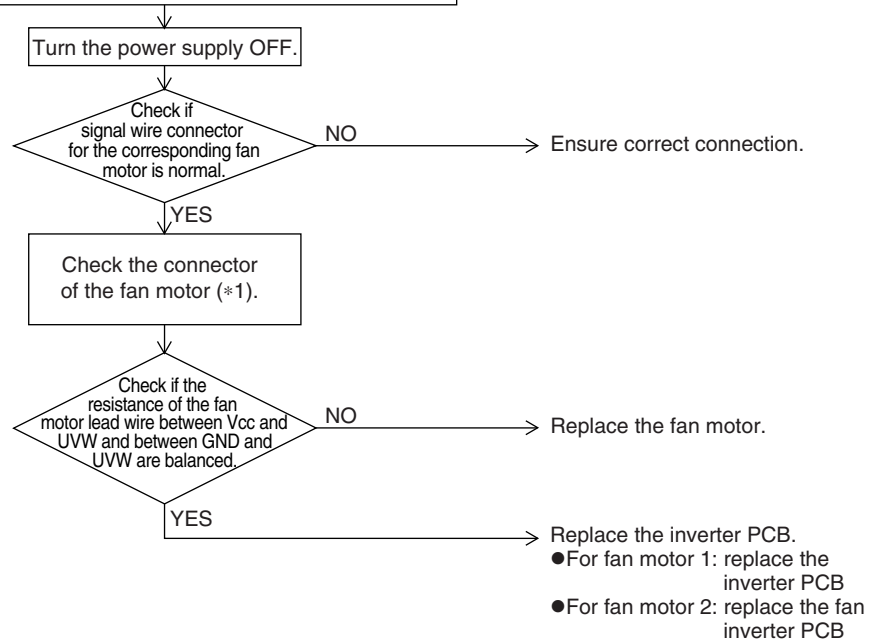 Turn the power supply OFF.
Check if
signal wire connector
for the corresponding fan
motor is normal.
NO
Ensure correct connection.
YES
Check the connector
of the fan motor (*1).
Check if the
resistance of the fan
motor lead wire between Vcc and
UVW and between GND and
UVW are balanced.
NO
Replace the fan motor.
YES
Replace the inverter PCB.
●For fan motor 1: replace the
inverter PCB
●For fan motor 2: replace the fan
inverter PCB